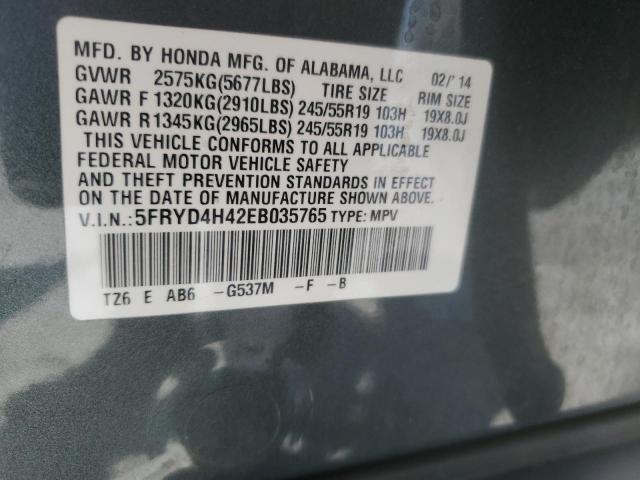 MFD. BY HONDA MFG. OF ALABAMA, LLC 02/'14
GVWR 2575KG(5677LBS) TIRE SIZE RIM SIZE
GAWR F 1320KG(2910LBS) 245/55R19 103H 19X8.0J
GAWR R 1345KG(2965LBS) 245/55R19 103H 19X8.0J
THIS VEHICLE CONFORMS TO ALL APPLICABLE
FEDERAL MOTOR VEHICLE SAFETY
AND THEFT PREVENTION STANDARDS IN EFFECT
ON THE DATE OF MANUFACTURE SHOWN ABOVE.
V.I.N.: 5FRYD4H42EB035765 TYPE: MPV
TZ6 E AB6 -G537M -F -B